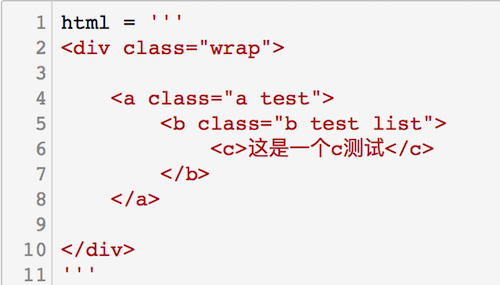 1 html = '''
2 <div class="wrap">
3
4     <a class="a test">
5         <b class="b test list">
6             <c>这是一个c测试</c>
7         </b>
8     </a>
9
10 </div>
11 '''